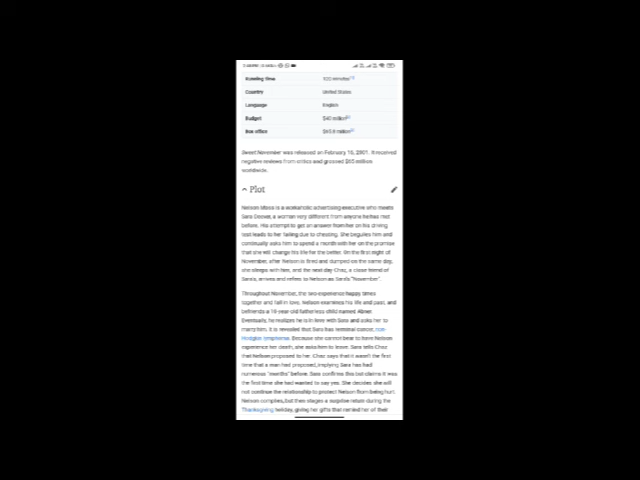 Running time
Country United States
Language English
Budget $40 million
Box office $65.8 million
Sweet November was released on February 16, 2001. It received
negative reviews from critics and grossed $65 million
worldwide.
Plot
Nelson Moss is a workaholic advertising executive who meets
Sara Deever, a woman very different from anyone he has met
before. His attempt to get an answer from her on his driving
test leads to her failing due to cheating. She beguiles him and
continually asks him to spend a month with her on the promise
that she will change his life for the better. On the first night of
November, after Nelson is fired and dumped on the same day,
she sleeps with him, and the next day Chaz, a close friend of
Sara's, arrives and refers to Nelson as Sara's "November".
Throughout November, the two experience happy times
together and fall in love. Nelson examines his life and past, and
befriends a 10-year-old fatherless child named Abner.
Eventually, he realizes he is in love with Sara and asks her to
marry him. It is revealed that Sara has terminal cancer, non-
Hodgkin lymphoma. Because she cannot bear to have Nelson
experience her death, she asks him to leave. Sara tells Chaz
that Nelson proposed to her. Chaz says that it wasn't the first
time that a man had proposed, implying Sara has had
numerous "months" before. Sara confirms this but claims it was
the first time she had wanted to say yes. She decides she will
not continue the relationship to protect Nelson from being hurt.
Nelson complies, but then stages a surprise return during the
Thanksgiving holiday, giving her gifts that remind her of their